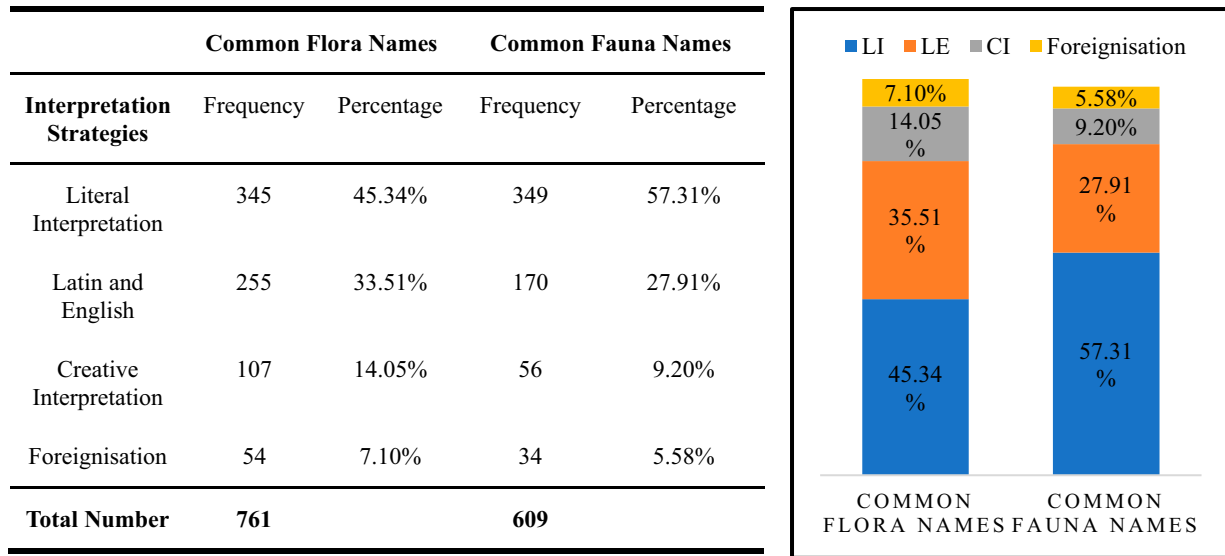 Common Flora Names Common Fauna Names
Interpretation Strategies Frequency Percentage Frequency Percentage
Literal Interpretation 345 45.34% 349 57.31%
Latin and English 255 33.51% 170 27.91%
Creative Interpretation 107 14.05% 56 9.20%
Foreignisation 54 7.10% 34 5.58%
Total Number 761 609
LI LE CI Foreignisation
7.10%
14.05
%
35.51
%
45.34
%
5.58%
9.20%
27.91
%
57.31
%
COMMON
FLORA NAMES
COMMON
FAUNA NAMES